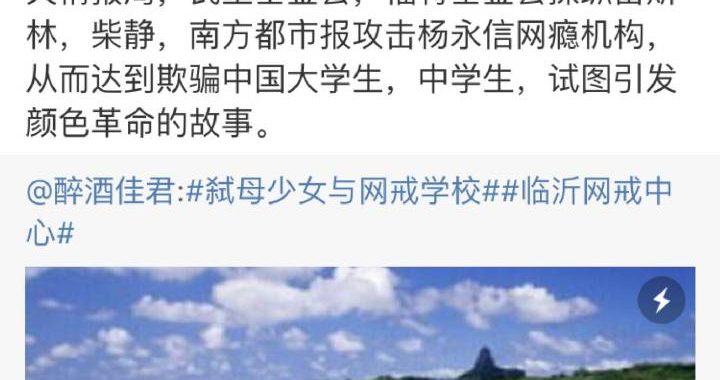 林，柴静，南方都市报攻击杨永信网瘾机构，
从而达到欺骗中国大学生，中学生，试图引发
颜色革命的故事。
@醉酒佳君:#弑母少女与网戒学校##临沂网戒中
心#